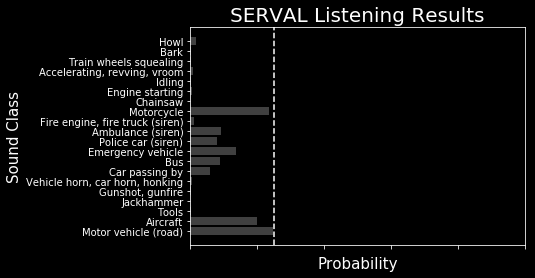 SERVAL Listening Results
Sound Class
Howl
Bark
Train wheels squealing
Accelerating, revving, vroom
Idling
Engine starting
Chainsaw
Motorcycle
Fire engine, fire truck (siren)
Ambulance (siren)
Police car (siren)
Emergency vehicle
Bus
Car passing by
Vehicle horn, car horn, honking
Gunshot, gunfire
Jackhammer
Tools
Aircraft
Motor vehicle (road)
Probability